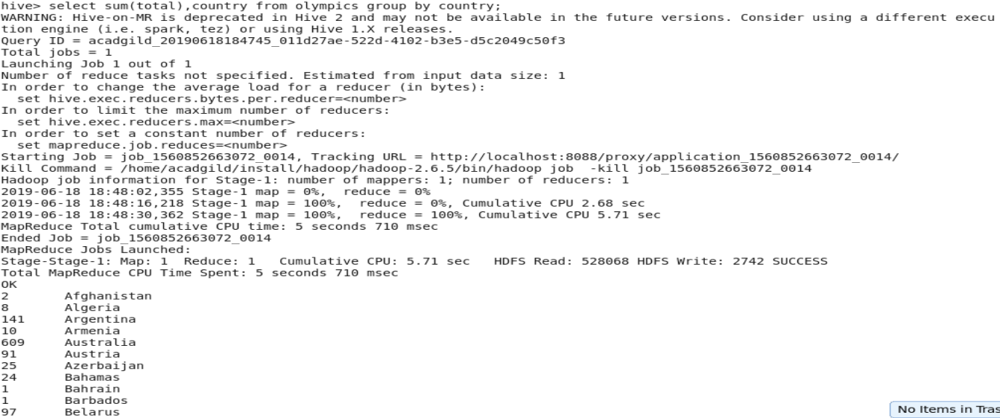 hive> select sum(total),country from olympics group by country;
WARNING: Hive-on-MR is deprecated in Hive 2 and may not be available in the future versions. Consider using a different execu
tion engine (i.e. spark, tez) or using Hive 1.X releases.
Query ID = acadgild_20190618184745_011d27ae-522d-4102-b3e5-d5c2049c50f3
Total jobs = 1
Launching Job 1 out of 1
Number of reduce tasks not specified. Estimated from input data size: 1
In order to change the average load for a reducer (in bytes):
  set hive.exec.reducers.bytes.per.reducer=<number>
In order to limit the maximum number of reducers:
  set hive.exec.reducers.max=<number>
In order to set a constant number of reducers:
  set mapreduce.job.reduces=<number>
Starting Job = job_1560852663072_0014, Tracking URL = http://localhost:8088/proxy/application_1560852663072_0014/
Kill Command = /home/acadgild/install/hadoop/hadoop-2.6.5/bin/hadoop job  -kill job_1560852663072_0014
Hadoop job information for Stage-1: number of mappers: 1; number of reducers: 1
2019-06-18 18:48:02,355 Stage-1 map = 0%,  reduce = 0%
2019-06-18 18:48:16,218 Stage-1 map = 100%,  reduce = 0%, Cumulative CPU 2.68 sec
2019-06-18 18:48:30,362 Stage-1 map = 100%,  reduce = 100%, Cumulative CPU 5.71 sec
MapReduce Total cumulative CPU time: 5 seconds 710 msec
Ended Job = job_1560852663072_0014
MapReduce Jobs Launched:
Stage-Stage-1: Map: 1  Reduce: 1   Cumulative CPU: 5.71 sec   HDFS Read: 528068 HDFS Write: 2742 SUCCESS
Total MapReduce CPU Time Spent: 5 seconds 710 msec
OK
2       Afghanistan
8       Algeria
141     Argentina
10      Armenia
609     Australia
91      Austria
25      Azerbaijan
24      Bahamas
1       Bahrain
1       Barbados
97      Belarus
No Items in Tras